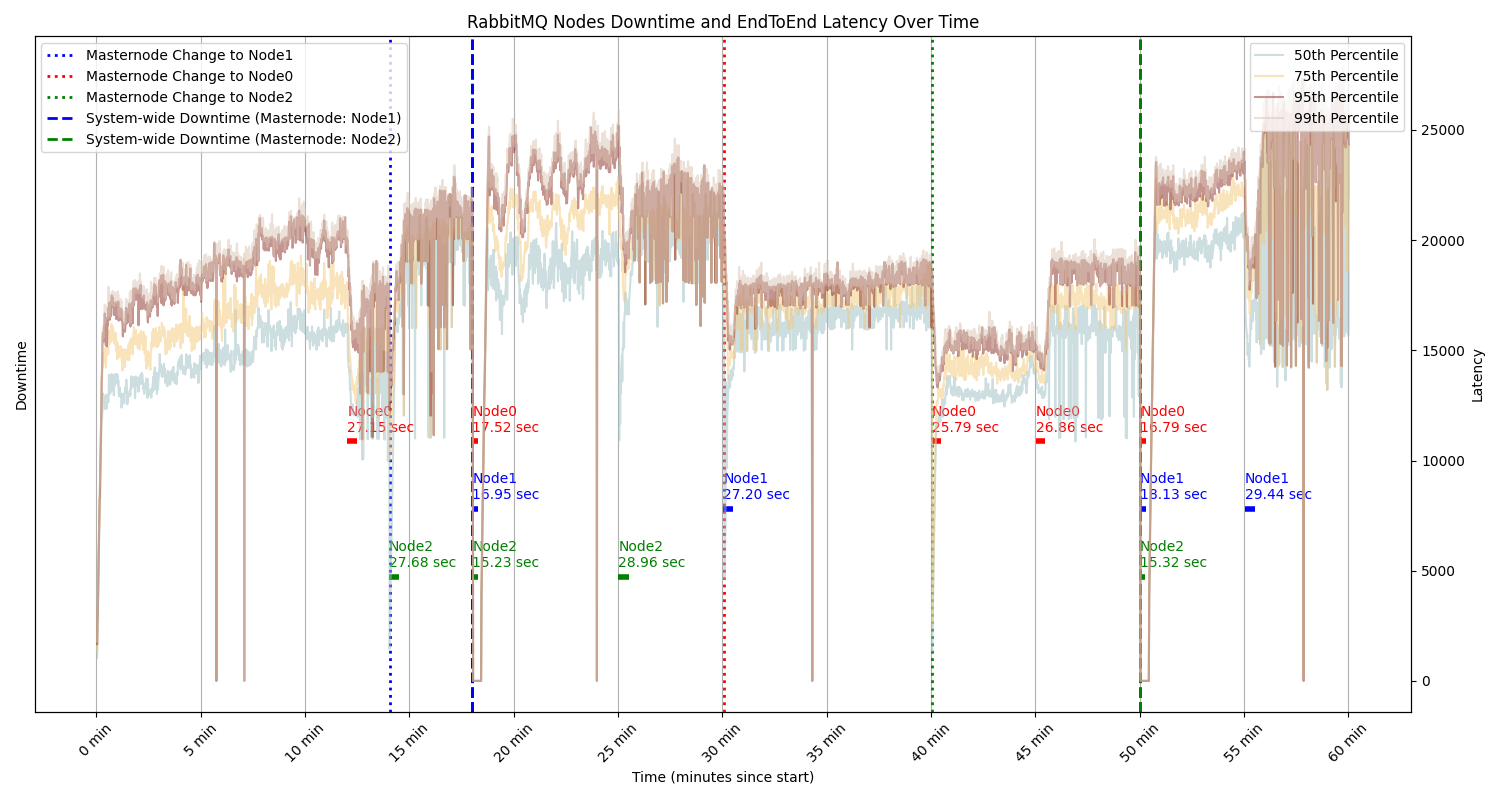 RabbitMQ Nodes Downtime and EndToEnd Latency Over Time
Masternode Change to Node1
Masternode Change to Node0
Masternode Change to Node2
System-wide Downtime (Masternode: Node1)
System-wide Downtime (Masternode: Node2)
50th Percentile
75th Percentile
95th Percentile
99th Percentile
Downtime
Latency
25000
20000
15000
10000
5000
0
Node0
27.15 sec
Node0
17.52 sec
Node0
25.79 sec
Node0
26.86 sec
Node0
16.79 sec
Node1
16.95 sec
Node1
27.20 sec
Node1
18.13 sec
Node1
29.44 sec
Node2
27.68 sec
Node2
15.23 sec
Node2
28.96 sec
Node2
15.32 sec
0 min
5 min
10 min
15 min
20 min
25 min
30 min
35 min
40 min
45 min
50 min
55 min
60 min
Time (minutes since start)